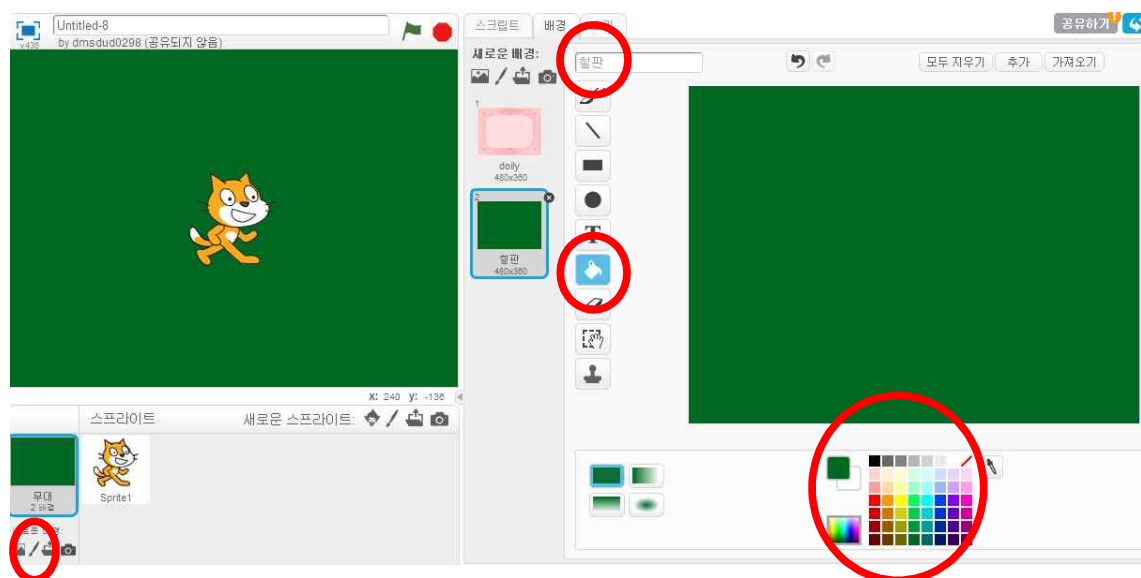 Untitled-8
by dmsdud0298 (공유되지 않음)
v436
스크립트
배경
공유하기
새로운 배경:
칠판
모두 지우기
추가
가져오기
1
doily
480x360
2
칠판
480x360
T
X: 240 y: -136
스프라이트
새로운 스프라이트:
무대
2 배경
Sprite1
배경